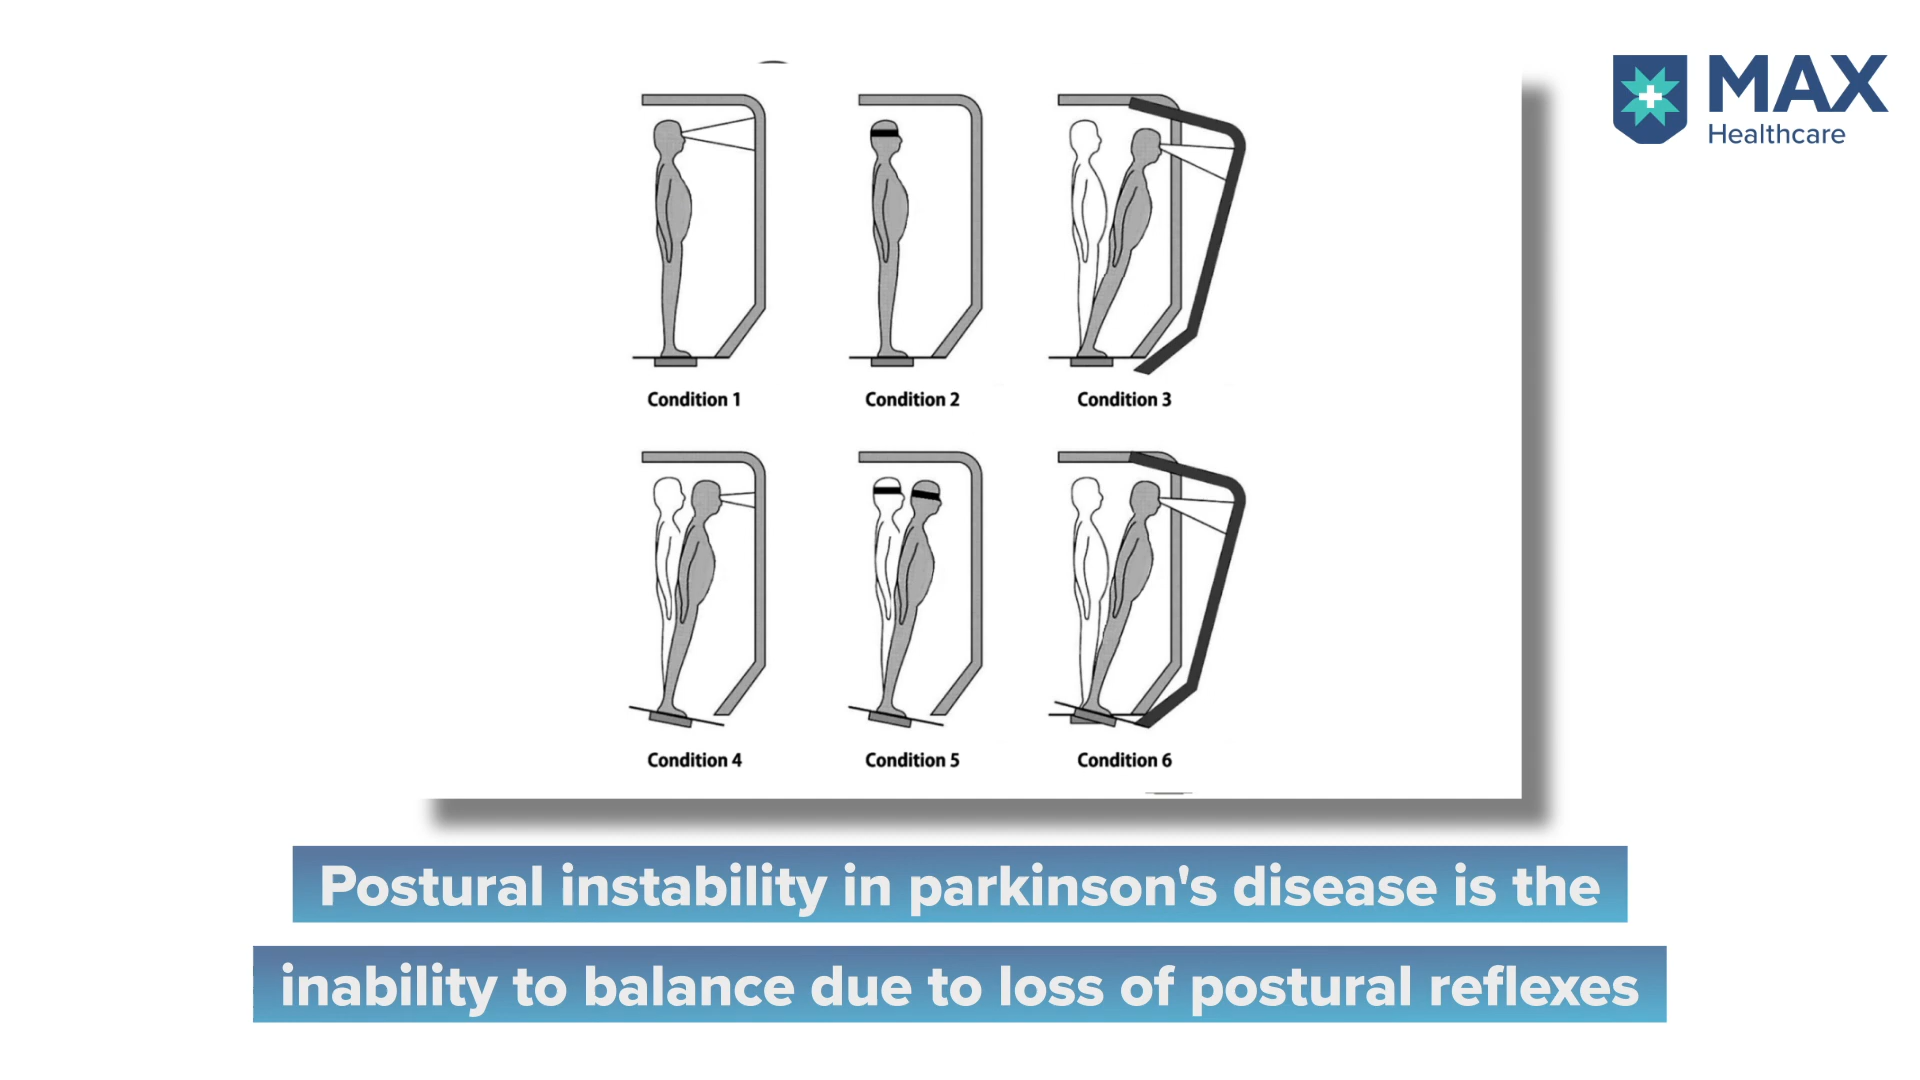 MAX
Healthcare
Condition 1
Condition 2
Condition 3
Condition 4
Condition 5
Condition 6
Postural instability in parkinson's disease is the
inability to balance due to loss of postural reflexes